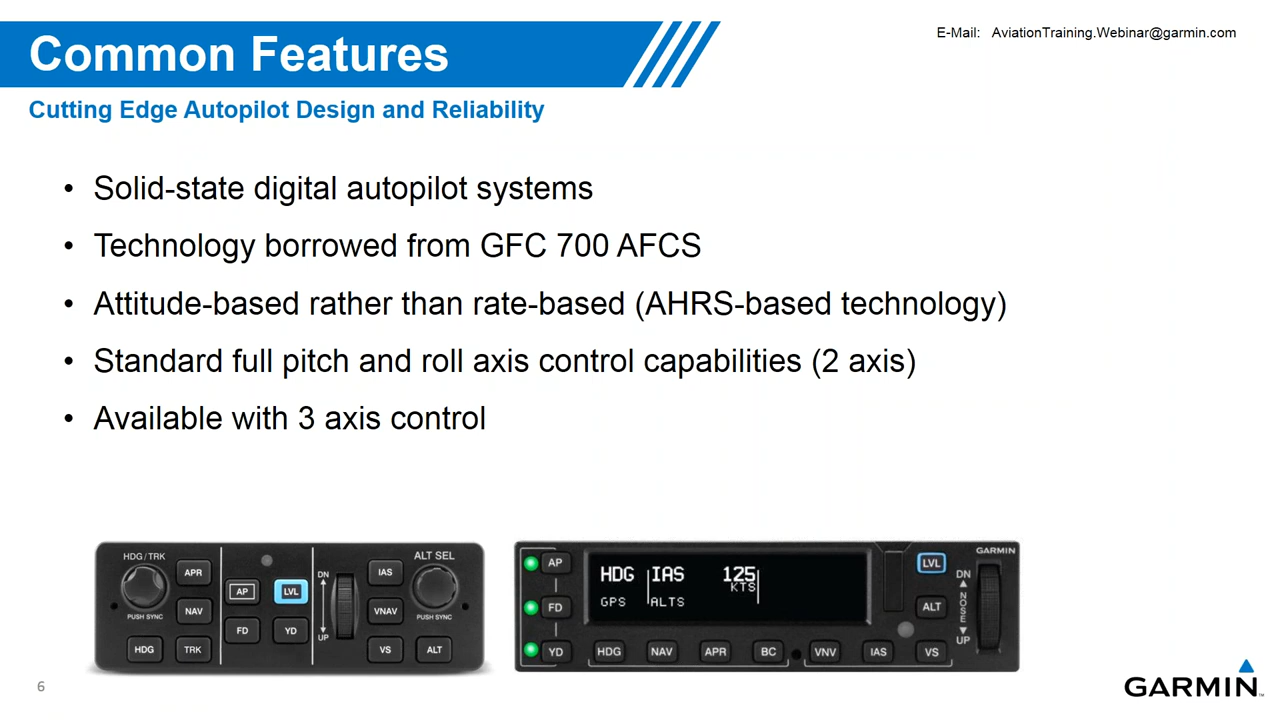 Common Features
E-Mail: AviationTraining.Webinar@garmin.com
Cutting Edge Autopilot Design and Reliability
• Solid-state digital autopilot systems
• Technology borrowed from GFC 700 AFCS
• Attitude-based rather than rate-based (AHRS-based technology)
• Standard full pitch and roll axis control capabilities (2 axis)
• Available with 3 axis control
HDG / TRK
PUSH SYNC
APR
NAV
HDG
TRK
AP
LVL
FD
YD
DN
UP
IAS
VNAV
VS
ALT SEL
PUSH SYNC
ALT
AP
FD
YD
HDG IAS 125
KTS
GPS ALTS
HDG NAV APR BC VNV IAS VS
LVL
ALT
GARMIN
DN
NOSE
UP
6
GARMIN